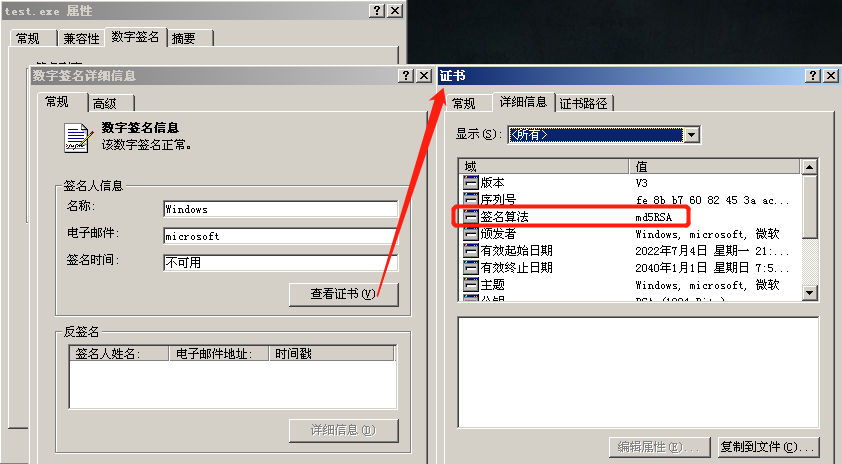 test.exe 属性
常规 兼容性 数字签名 摘要
数字签名详细信息
常规 高级
数字签名信息
该数字签名正常。
签名人信息
名称: Windows
电子邮件: microsoft
签名时间: 不可用
查看证书(V)
反签名
签名人姓名: 电子邮件地址: 时间戳
详细信息(D)
证书
常规 详细信息 证书路径
显示(S): <所有>
域 值
版本 V3
序列号 fe 8b b7 60 82 45 3a ac...
签名算法 md5RSA
颁发者 Windows, microsoft, 微软
有效起始日期 2022年7月4日 星期一 21:...
有效终止日期 2040年1月1日 星期日 7:5...
主题 Windows, microsoft, 微软
编辑属性(E)... 复制到文件(C)...